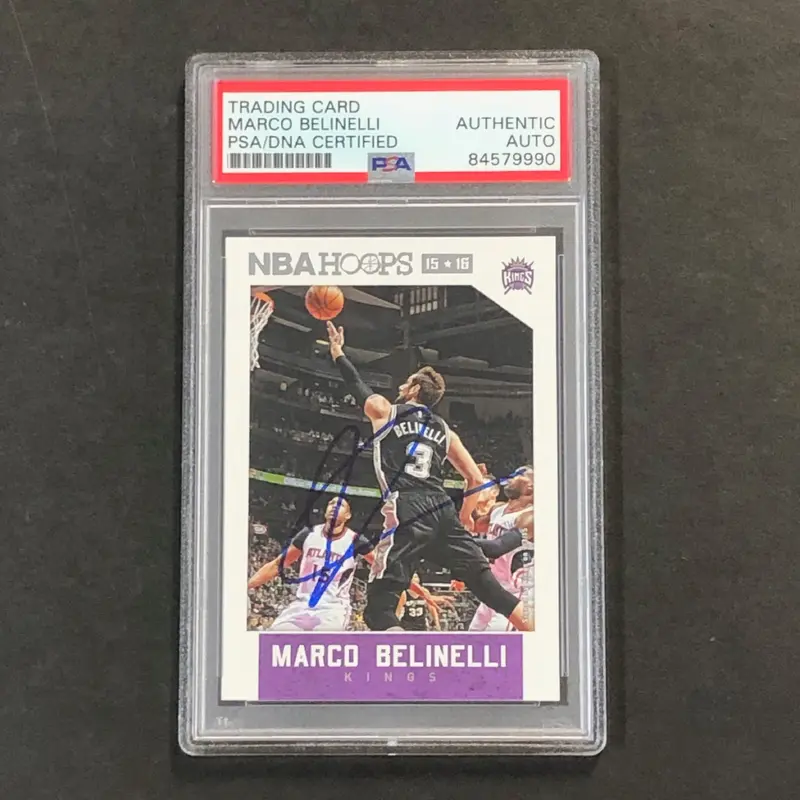 TRADING CARD
MARCO BELINELLI
PSA/DNA CERTIFIED
AUTHENTIC
AUTO
84579990
PSA
NBA HOOPS 15 ★ 16
KINGS
BELINELLI
3
ATLANTA
33
MARCO BELINELLI
KINGS